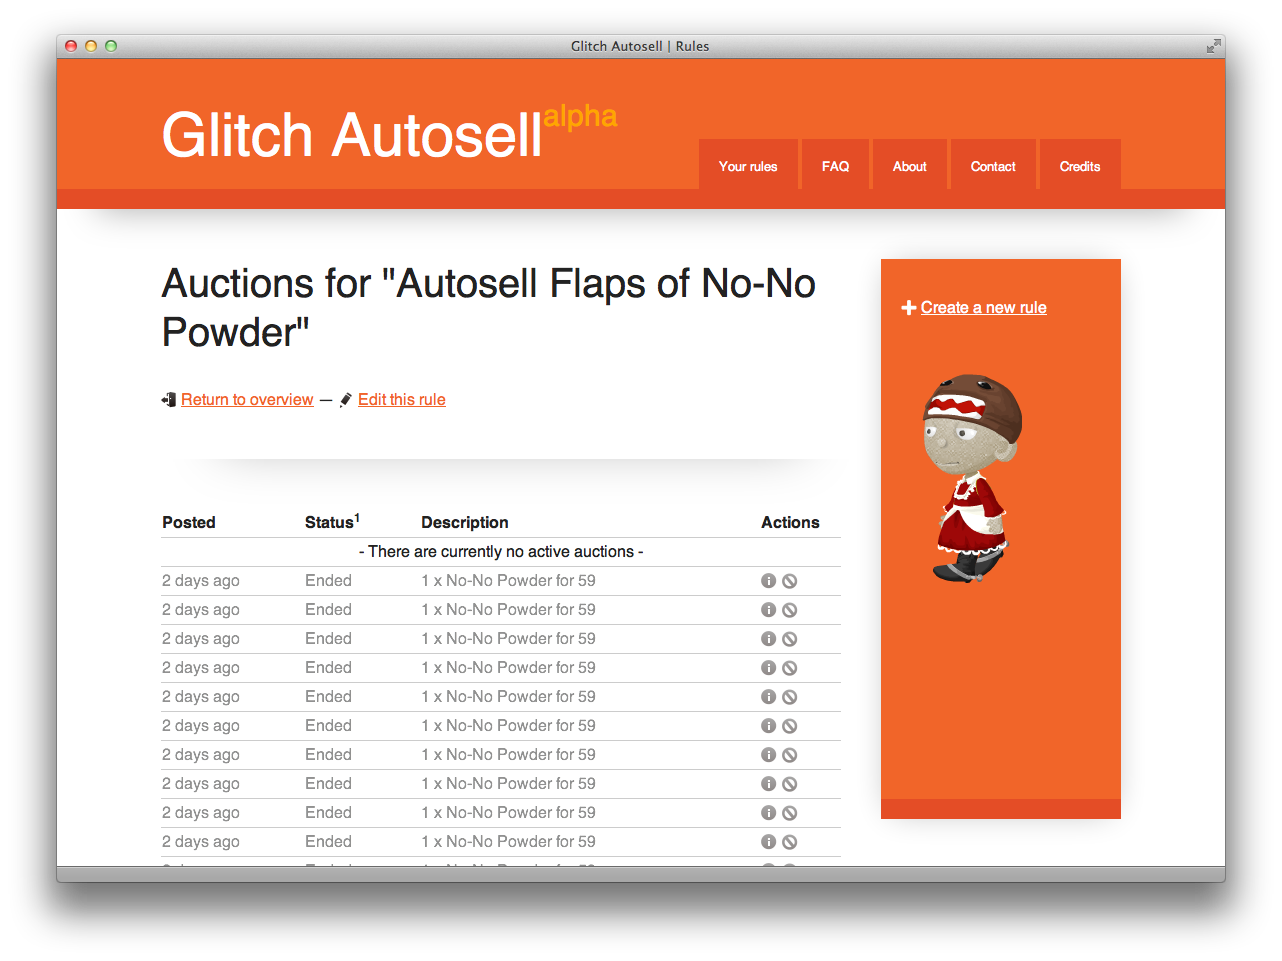 Glitch Autosell | Rules
Glitch Autosell alpha
Your rules FAQ About Contact Credits
Auctions for "Autosell Flaps of No-No
Powder"
Return to overview — Edit this rule
Create a new rule
Posted Status1 Description Actions
- There are currently no active auctions -
2 days ago Ended 1 x No-No Powder for 59
2 days ago Ended 1 x No-No Powder for 59
2 days ago Ended 1 x No-No Powder for 59
2 days ago Ended 1 x No-No Powder for 59
2 days ago Ended 1 x No-No Powder for 59
2 days ago Ended 1 x No-No Powder for 59
2 days ago Ended 1 x No-No Powder for 59
2 days ago Ended 1 x No-No Powder for 59
2 days ago Ended 1 x No-No Powder for 59
2 days ago Ended 1 x No-No Powder for 59